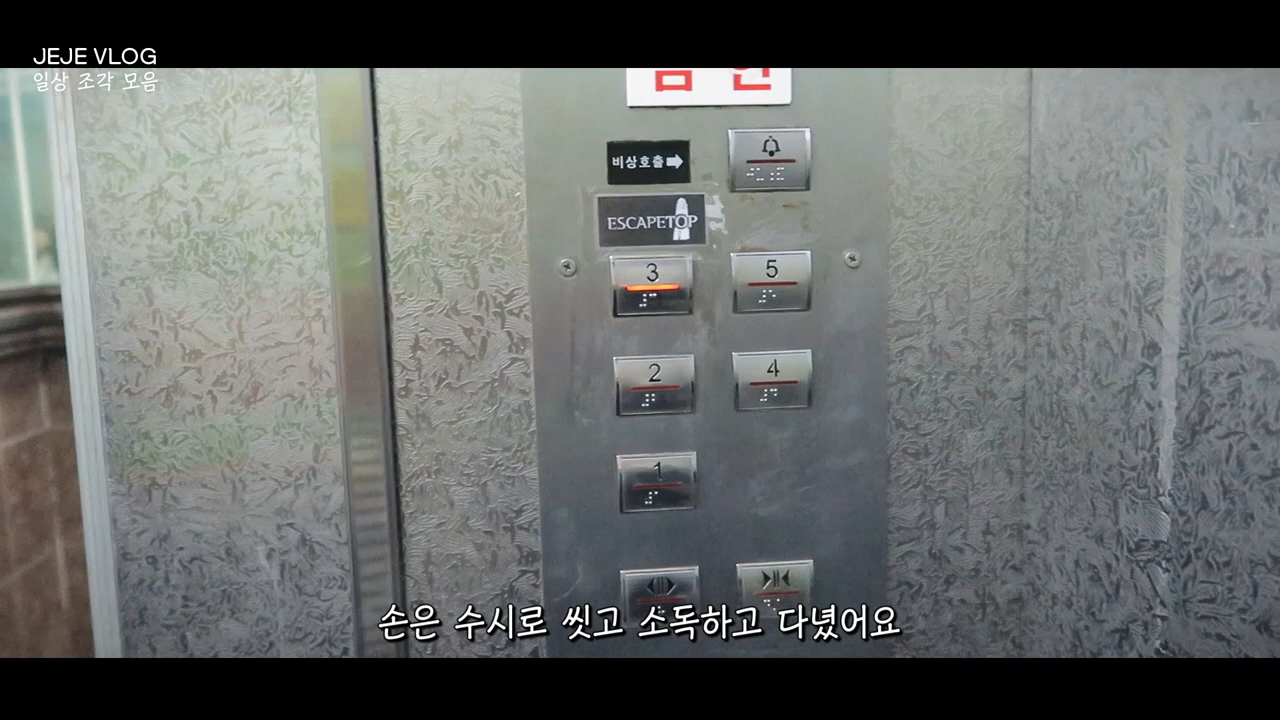 JEJE VLOG
일상 조각 모음
비상호출
ESCAPETOP
3 5
2 4
1
손은 수시로 씻고 소독하고 다녔어요